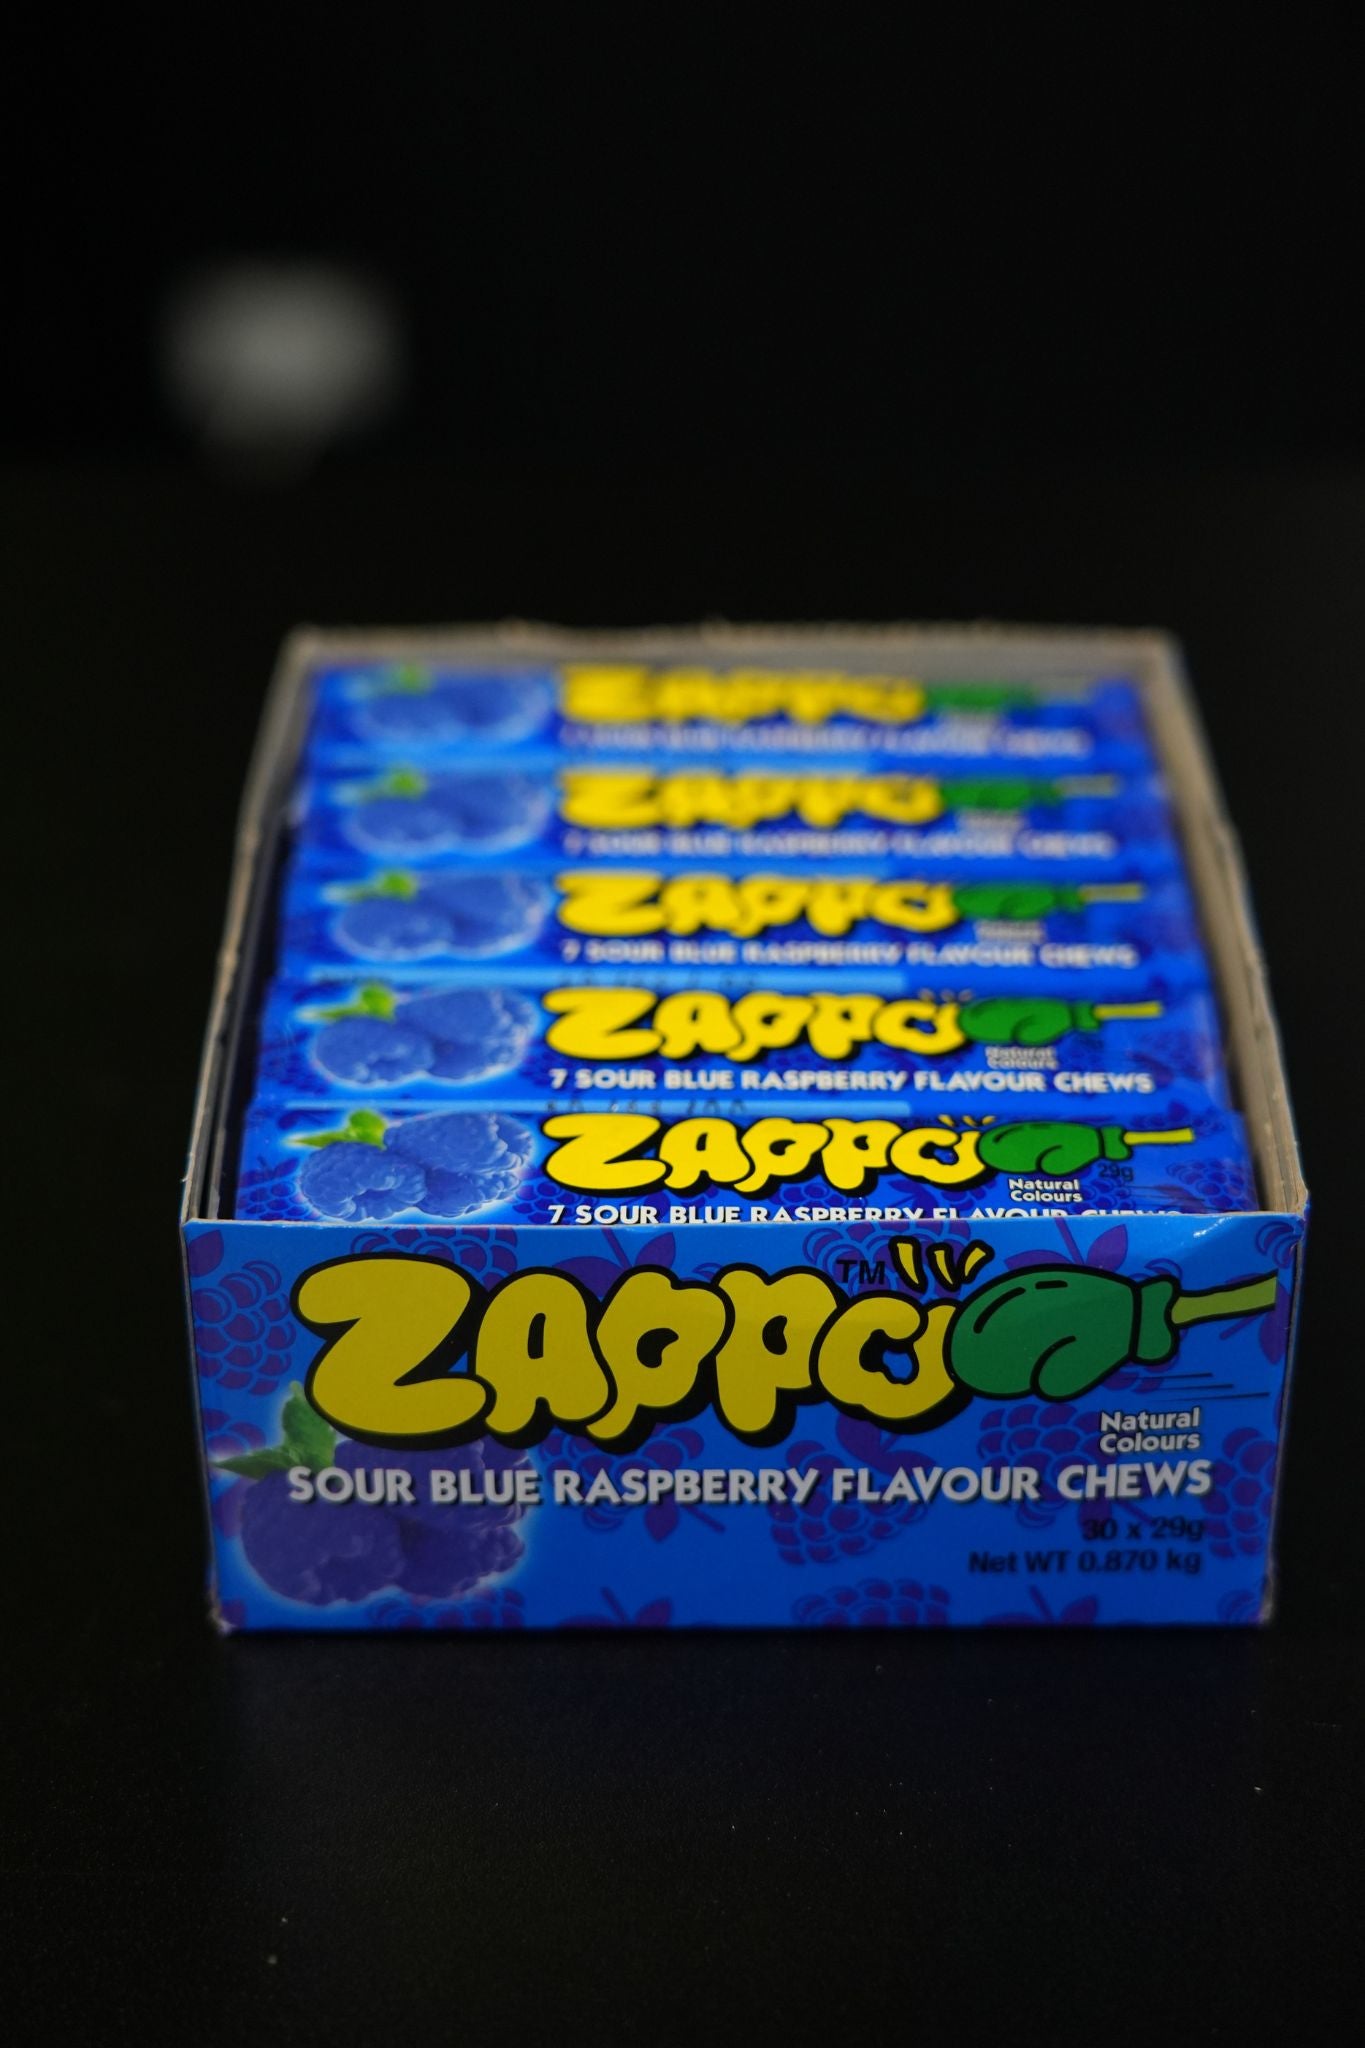 ZAPPO
ZAPPO
ZAPPO
7 SOUR BLUE RASPBERRY FLAVOUR CHEWS
ZAPPO
Natural
Colours
7 SOUR BLUE RASPBERRY FLAVOUR CHEWS
ZAPPO
29g
Natural
Colours
7 SOUR BLUE RASPBERRY FLAVOUR CHEWS
ZAPPO TM
Natural
Colours
SOUR BLUE RASPBERRY FLAVOUR CHEWS
30 x 29g
Net WT 0.870 kg